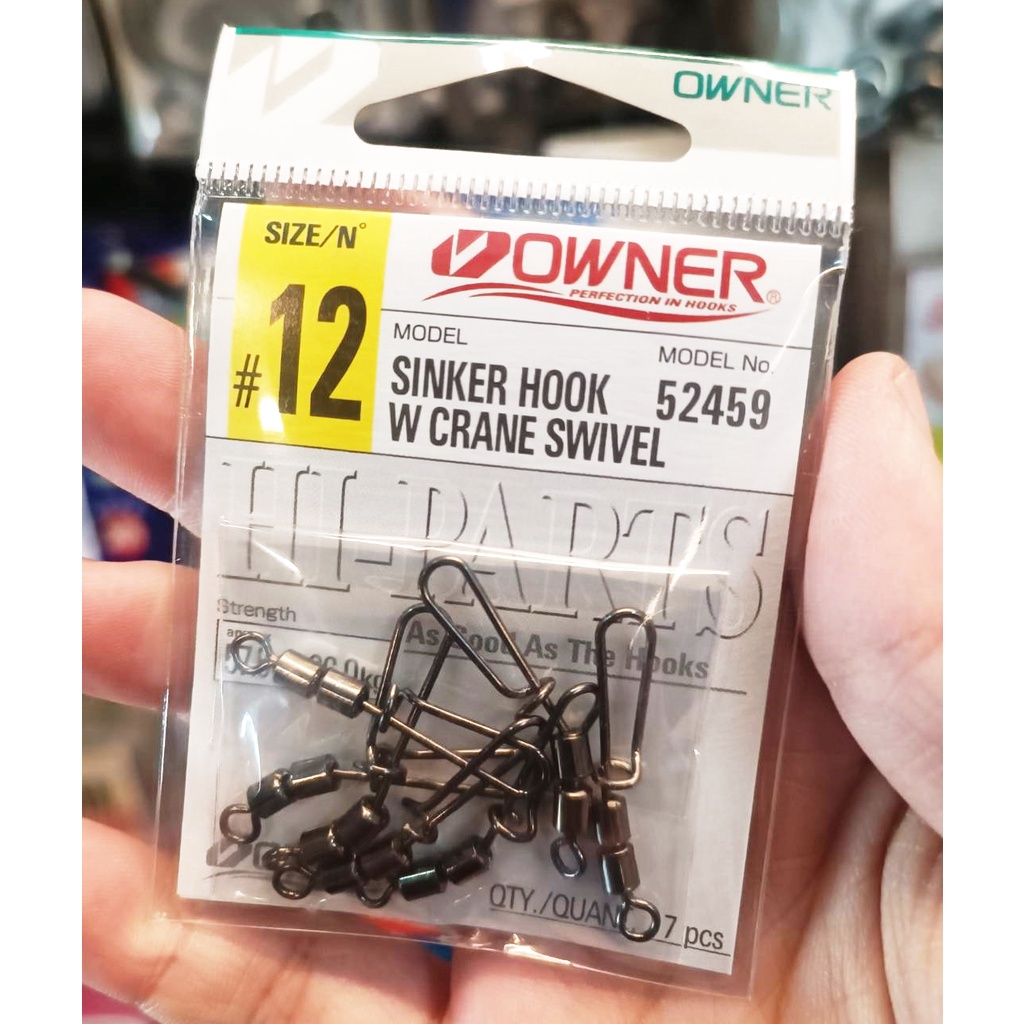 OWNER
SIZE/N°
#12
OWNER
PERFECTION IN HOOKS
MODEL
MODEL No.
SINKER HOOK
52459
W CRANE SWIVEL
HI-PARTS
Strength
As Good As The Hooks
QTY./QUAN
7 pcs